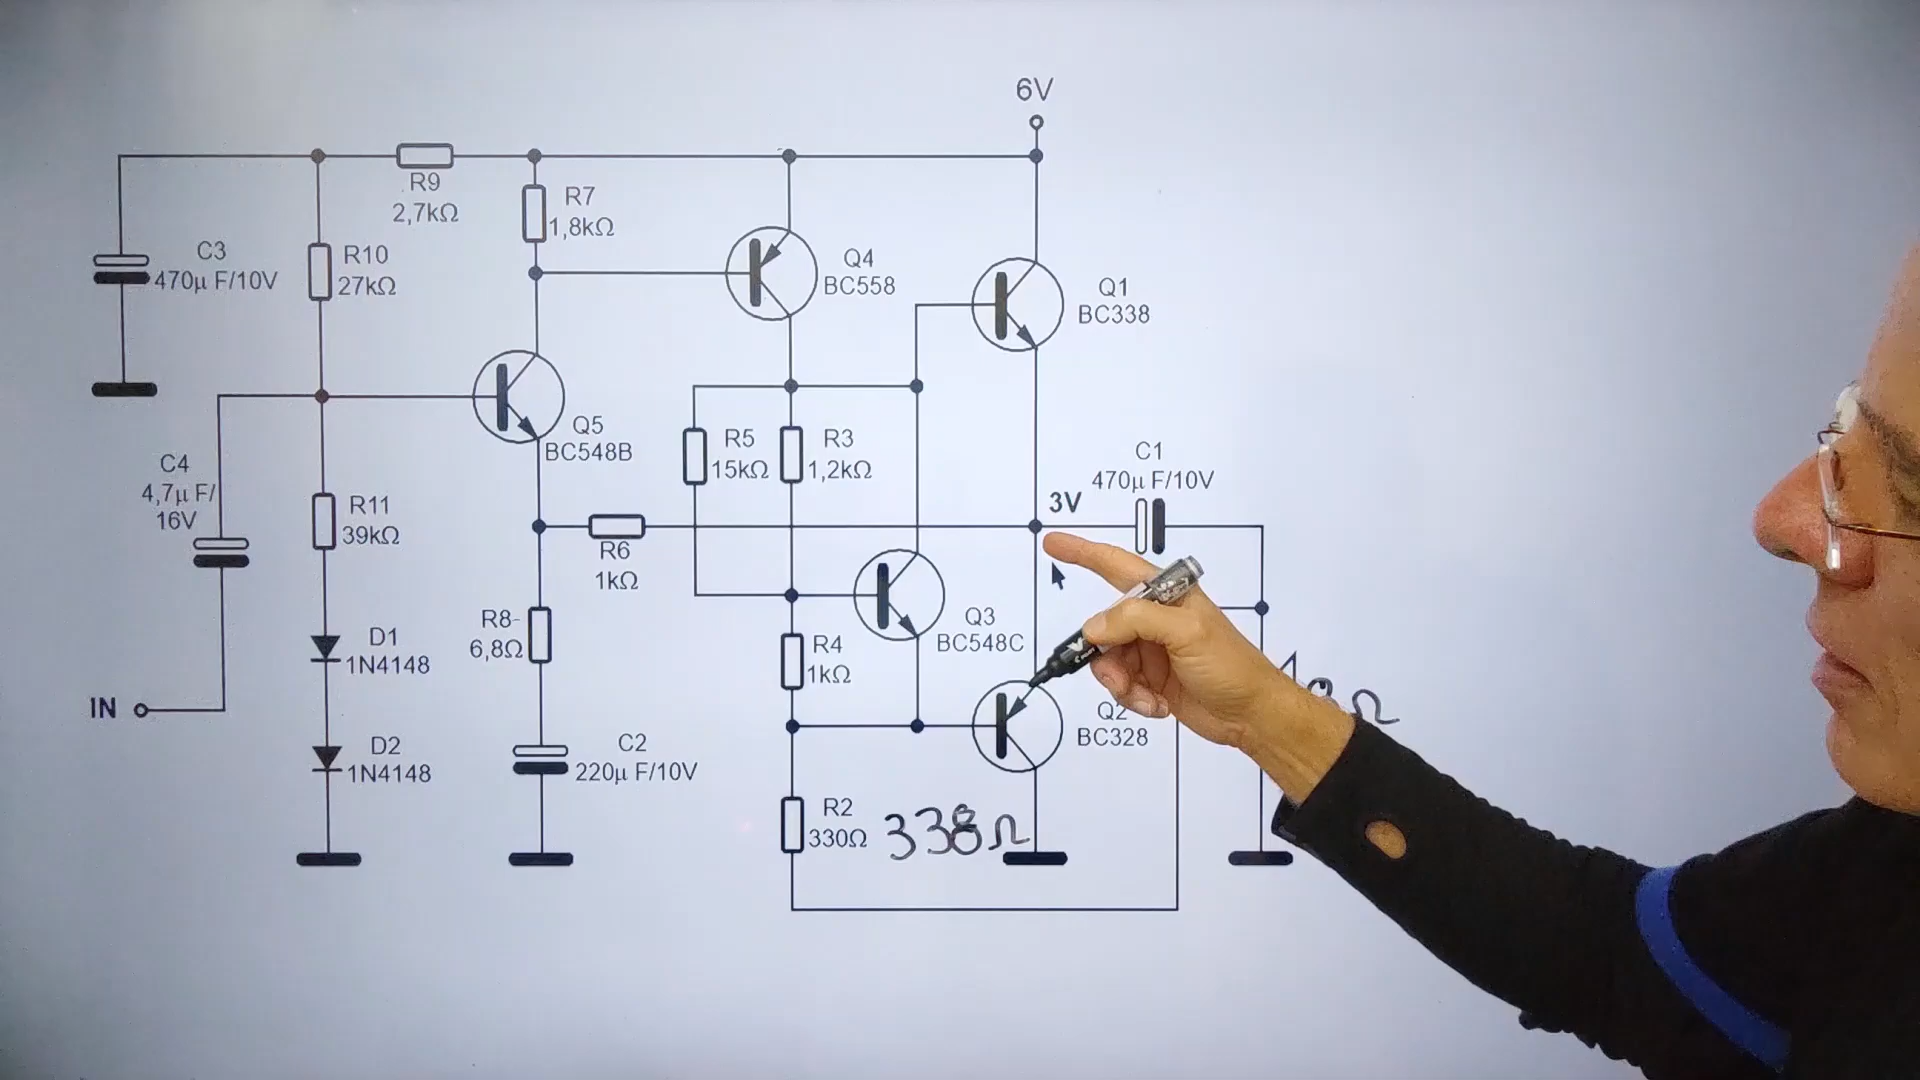 6V
R9
2,7kΩ
R7
1,8kΩ
C3
470µ F/10V
R10
27kΩ
Q4
BC558
Q1
BC338
Q5
BC548B
C4
4,7µ F/
16V
R11
39kΩ
R5
15kΩ
R3
1,2kΩ
3V
C1
470µ F/10V
R6
1kΩ
R8
6,8Ω
Q3
BC548C
R4
1kΩ
D1
1N4148
IN
Q2
BC328
D2
1N4148
C2
220µ F/10V
R2
330Ω
338Ω